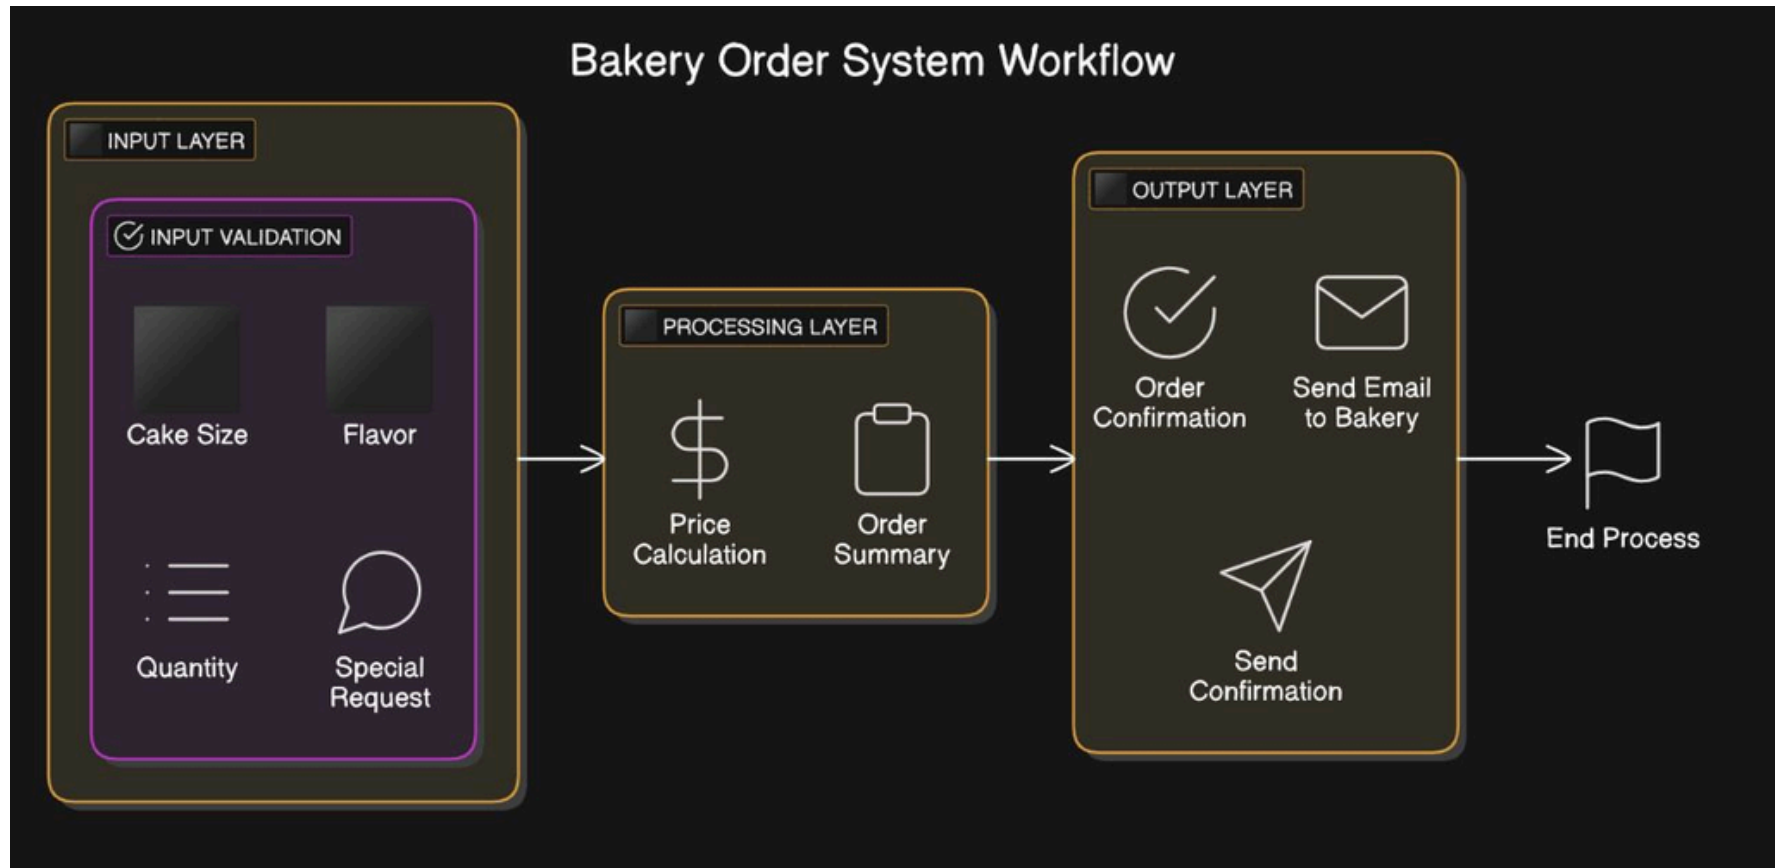 Bakery Order System Workflow
INPUT LAYER
INPUT VALIDATION
Cake Size
Flavor
Quantity
Special
Request
PROCESSING LAYER
Price
Calculation
Order
Summary
OUTPUT LAYER
Order
Confirmation
Send Email
to Bakery
Send
Confirmation
End Process